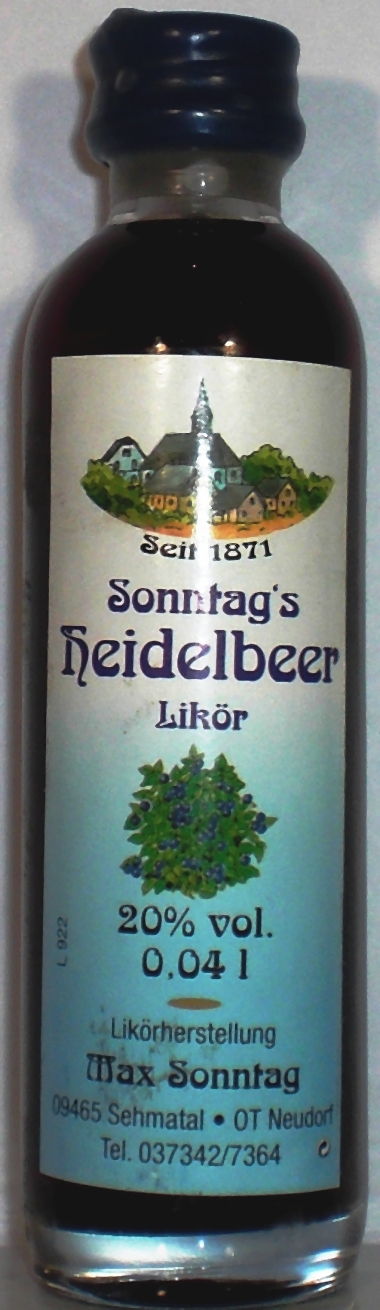 Seit 1871
Sonntag's
Heidelbeer
Likör
20% vol.
0,04 l
L 922
Likörherstellung
Max Sonntag
09465 Sehmatal • OT Neudorf
Tel. 037342/7364